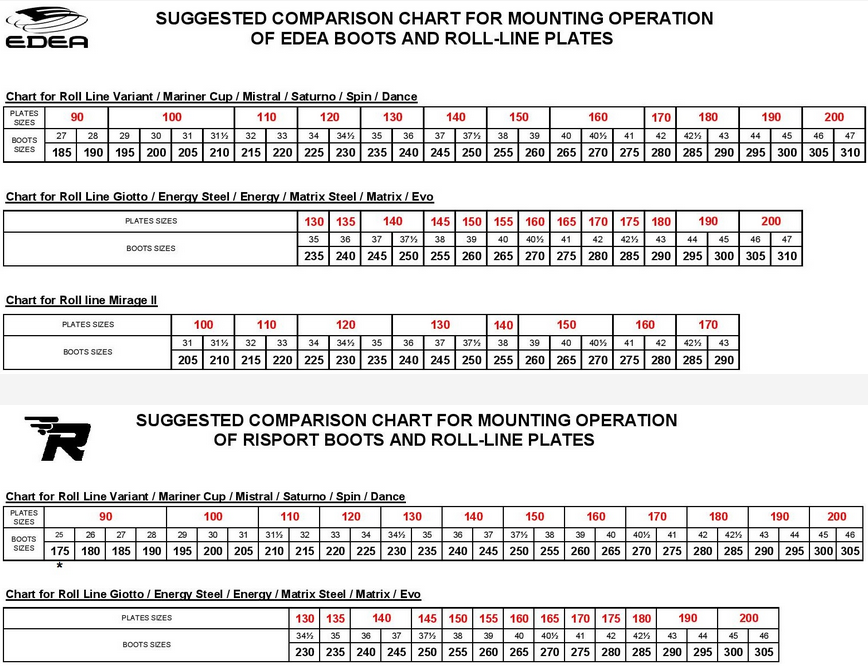 EDEA
SUGGESTED COMPARISON CHART FOR MOUNTING OPERATION
OF EDEA BOOTS AND ROLL-LINE PLATES
Chart for Roll Line Variant / Mariner Cup / Mistral / Saturno / Spin / Dance
PLATES SIZES 90 100 110 120 130 140 150 160 170 180 190 200
BOOTS SIZES 27 28 29 30 31 31½ 32 33 34 34½ 35 36 37 37½ 38 39 40 40½ 41 42 42½ 43 44 45 46 47
185 190 195 200 205 210 215 220 225 230 235 240 245 250 255 260 265 270 275 280 285 290 295 300 305 310
Chart for Roll Line Giotto / Energy Steel / Energy / Matrix Steel / Matrix / Evo
PLATES SIZES 130 135 140 145 150 155 160 165 170 175 180 190 200
BOOTS SIZES 35 36 37 37½ 38 39 40 40½ 41 42 42½ 43 44 45 46 47
235 240 245 250 255 260 265 270 275 280 285 290 295 300 305 310
Chart for Roll line Mirage II
PLATES SIZES 100 110 120 130 140 150 160 170
BOOTS SIZES 31 31½ 32 33 34 34½ 35 36 37 37½ 38 39 40 40½ 41 42 42½ 43
205 210 215 220 225 230 235 240 245 250 255 260 265 270 275 280 285 290
R
SUGGESTED COMPARISON CHART FOR MOUNTING OPERATION
OF RISPORT BOOTS AND ROLL-LINE PLATES
Chart for Roll Line Variant / Mariner Cup / Mistral / Saturno / Spin / Dance
PLATES SIZES 90 100 110 120 130 140 150 160 170 180 190 200
BOOTS SIZES 25 26 27 28 29 30 31 31½ 32 33 34 34½ 35 36 37 37½ 38 39 40 40½ 41 42 42½ 43 44 45 46
175 180 185 190 195 200 205 210 215 220 225 230 235 240 245 250 255 260 265 270 275 280 285 290 295 300 305
*
Chart for Roll Line Giotto / Energy Steel / Energy / Matrix Steel / Matrix / Evo
PLATES SIZES 130 135 140 145 150 155 160 165 170 175 180 190 200
BOOTS SIZES 34½ 35 36 37 37½ 38 39 40 40½ 41 42 42½ 43 44 45 46
230 235 240 245 250 255 260 265 270 275 280 285 290 295 300 305